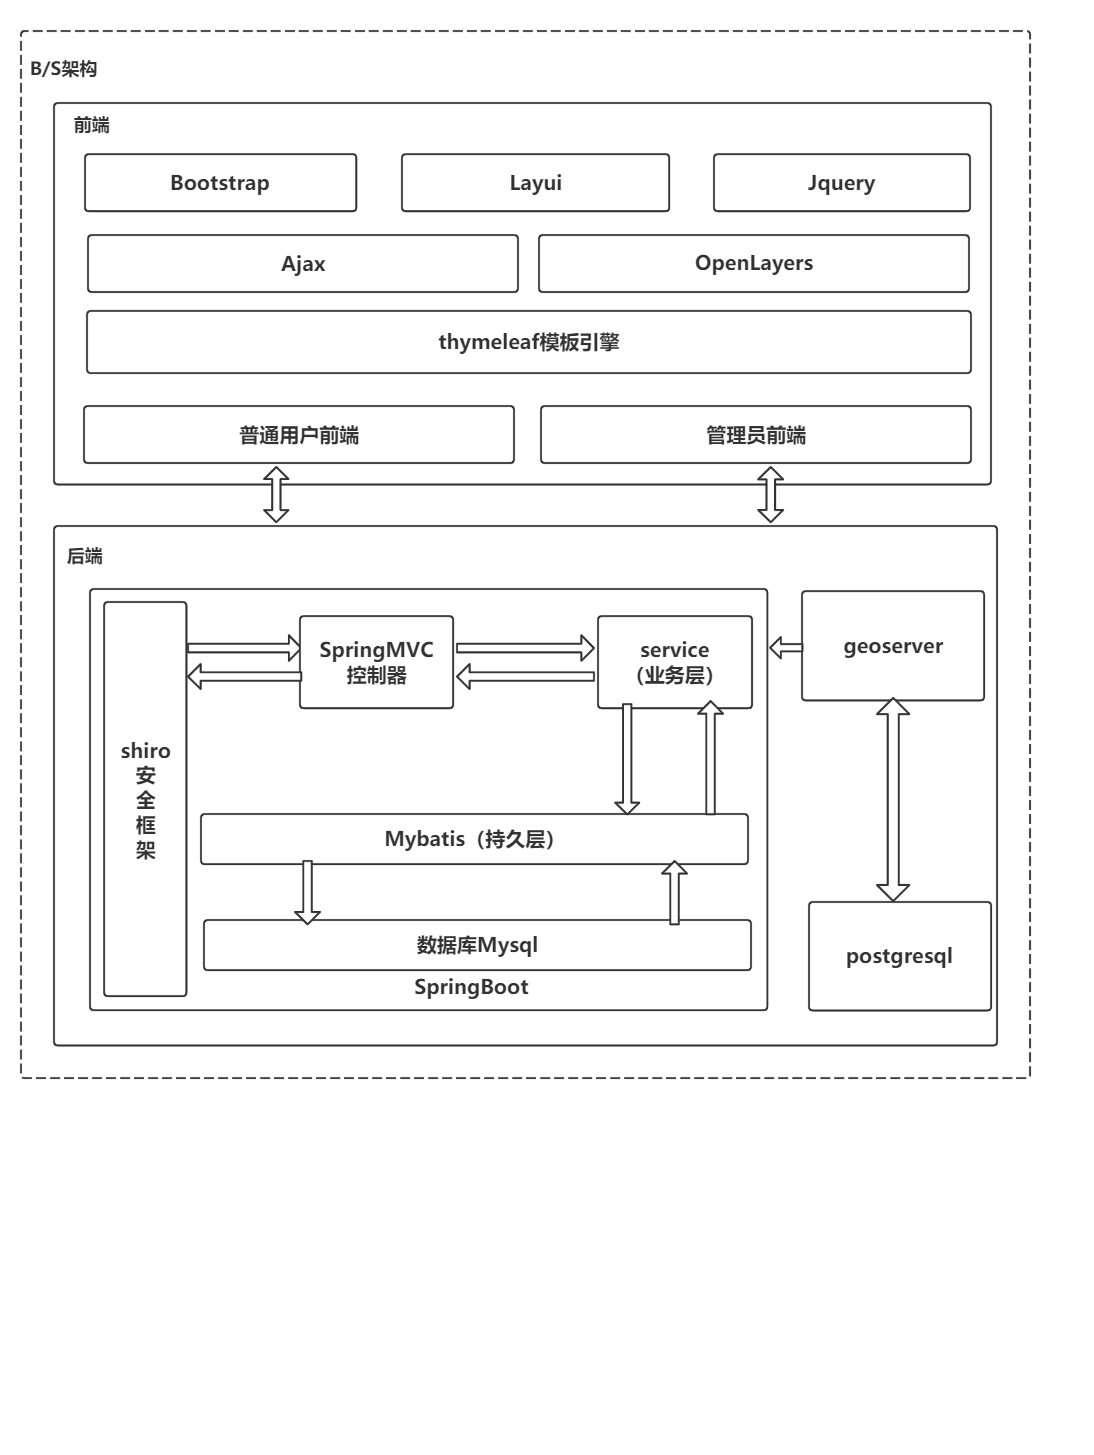 B/S架构
前端
Bootstrap
Layui
Jquery
Ajax
OpenLayers
thymeleaf模板引擎
普通用户前端
管理员前端
后端
shiro
安
全
框
架
SpringMVC
控制器
service
（业务层）
geoserver
Mybatis（持久层）
数据库Mysql
SpringBoot
postgresql